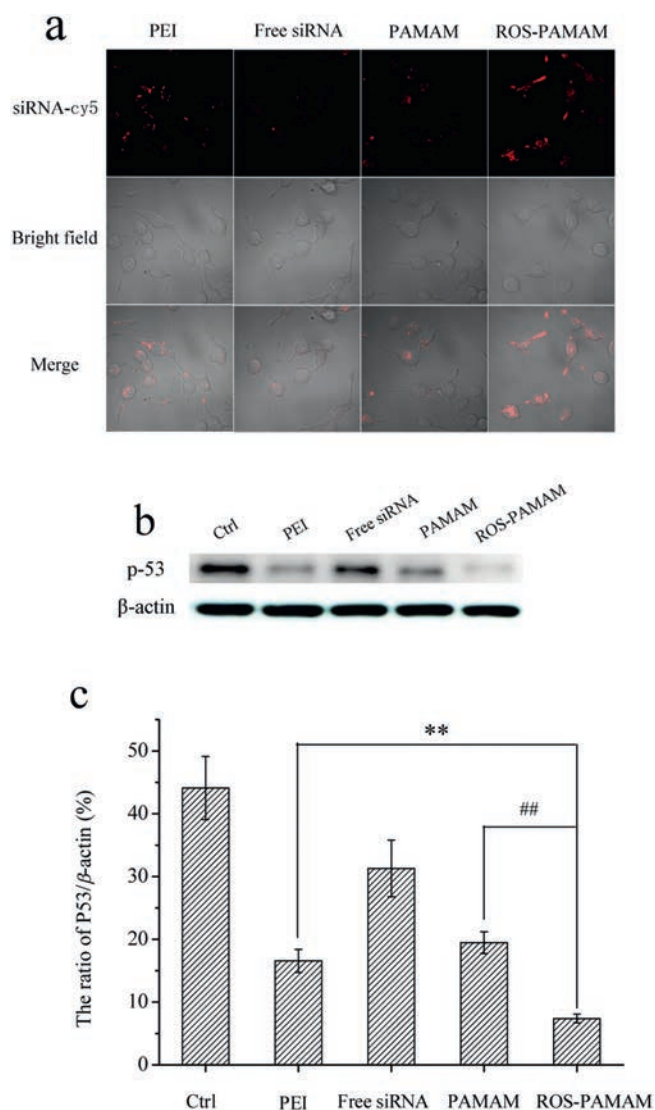 a
PEI Free siRNA PAMAM ROS-PAMAM
siRNA-cy5
Bright field
Merge
b
Ctrl PEI Free siRNA PAMAM ROS-PAMAM
p-53
β-actin
c
The ratio of P53/β-actin (%)
**
##
50
40
30
20
10
0
Ctrl PEI Free siRNA PAMAM ROS-PAMAM